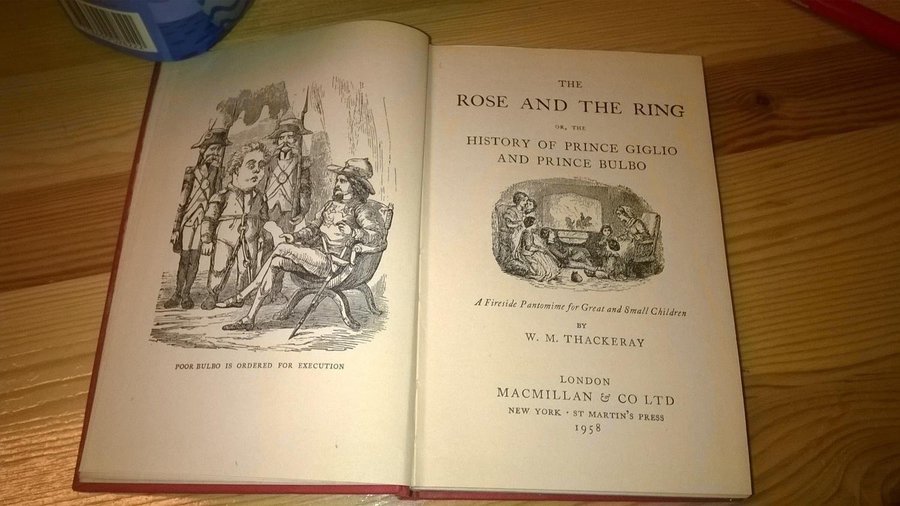 POOR BULBO IS ORDERED FOR EXECUTION
THE
ROSE AND THE RING
OR, THE
HISTORY OF PRINCE GIGLIO
AND PRINCE BULBO
A Fireside Pantomime for Great and Small Children
BY
W. M. THACKERAY
LONDON
MACMILLAN & CO LTD
NEW YORK · ST MARTIN'S PRESS
1958